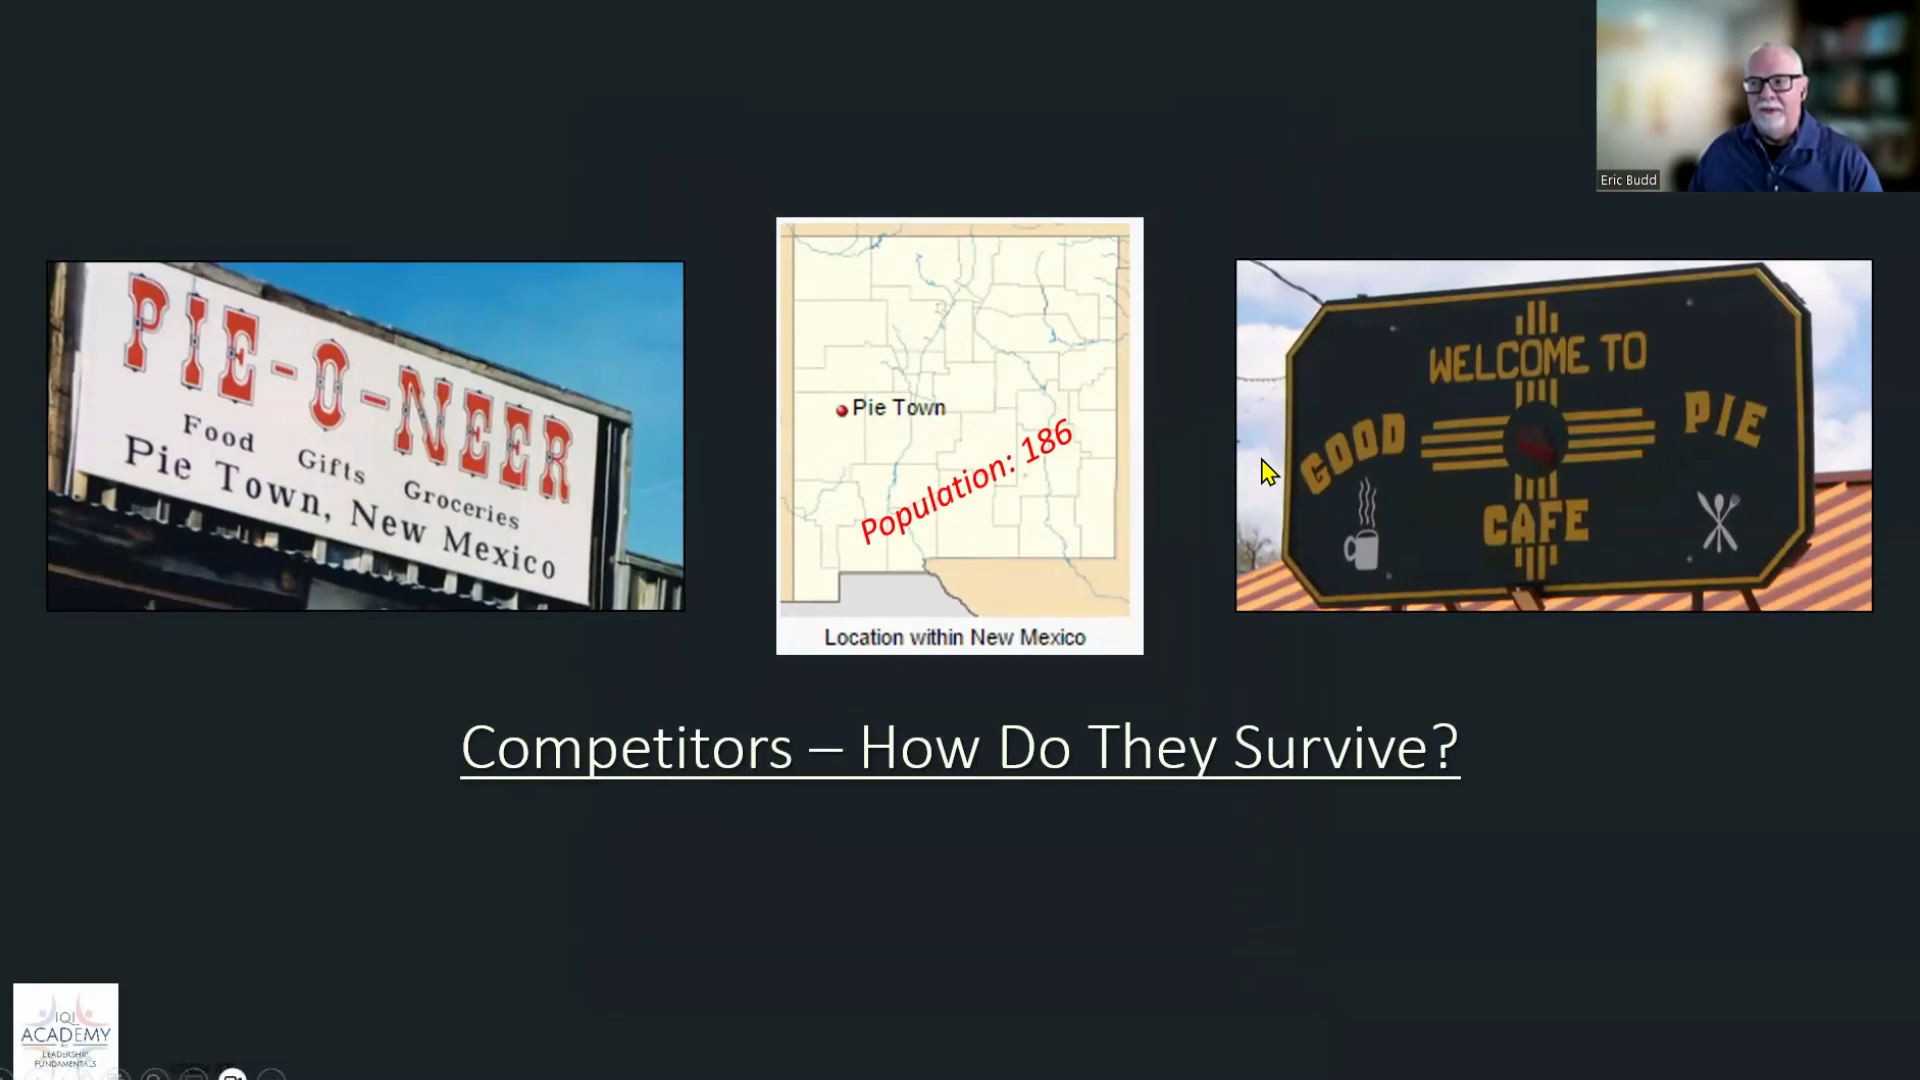 Eric Budd
PIE-O-NEER
Food Gifts Groceries
Pie Town, New Mexico
Pie Town
Population: 186
Location within New Mexico
WELCOME TO
GOOD PIE
CAFE
Competitors – How Do They Survive?
IQI
ACADEMY
LEADERSHIP
FUNDAMENTALS